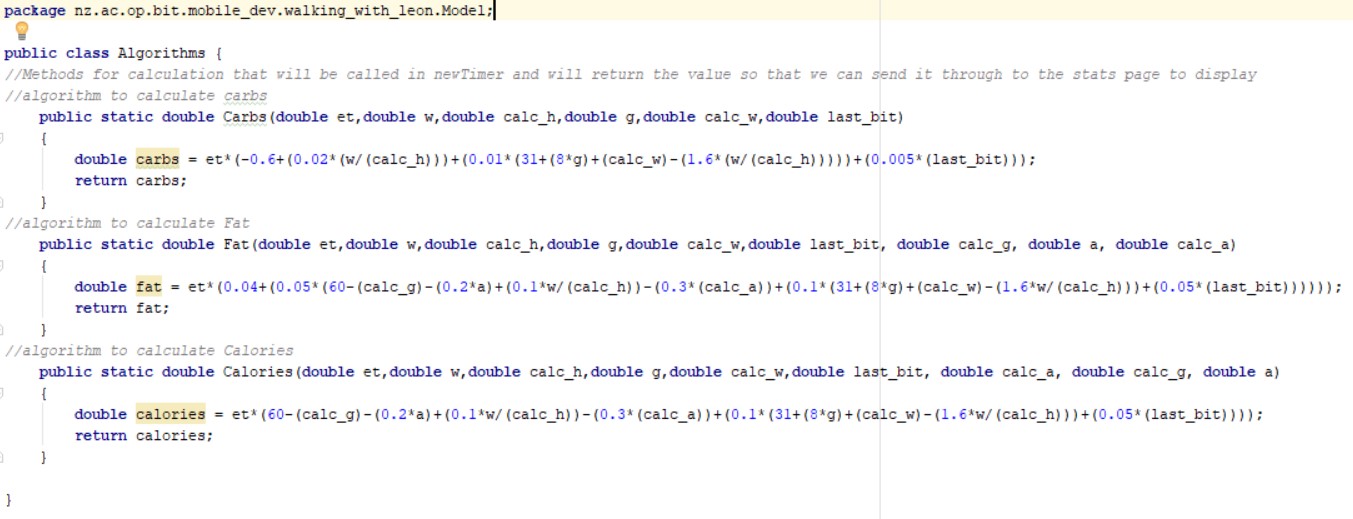 package nz.ac.op.bit.mobile_dev.walking_with_leon.Model;
public class Algorithms {
//Methods for calculation that will be called in newTimer and will return the value so that we can send it through to the stats page to display
//algorithm to calculate carbs
public static double Carbs(double et,double w,double calc_h,double g,double calc_w,double last_bit)
{
double carbs = et*(-0.6+(0.02*(w/(calc_h)))+(0.01*(31+(8*g)+(calc_w)-(1.6*(w/(calc_h)))))+(0.005*(last_bit)));
return carbs;
}
//algorithm to calculate Fat
public static double Fat(double et,double w,double calc_h,double g,double calc_w,double last_bit, double calc_g, double a, double calc_a)
{
double fat = et*(0.04+(0.05*(60-(calc_g)-(0.2*a)+(0.1*w/(calc_h))-(0.3*(calc_a))+(0.1*(31+(8*g)+(calc_w)-(1.6*w/(calc_h)))+(0.05*(last_bit))))));
return fat;
}
//algorithm to calculate Calories
public static double Calories(double et,double w,double calc_h,double g,double calc_w,double last_bit, double calc_a, double calc_g, double a)
{
double calories = et*(60-(calc_g)-(0.2*a)+(0.1*w/(calc_h))-(0.3*(calc_a))+(0.1*(31+(8*g)+(calc_w)-(1.6*w/(calc_h)))+(0.05*(last_bit))));
return calories;
}
}